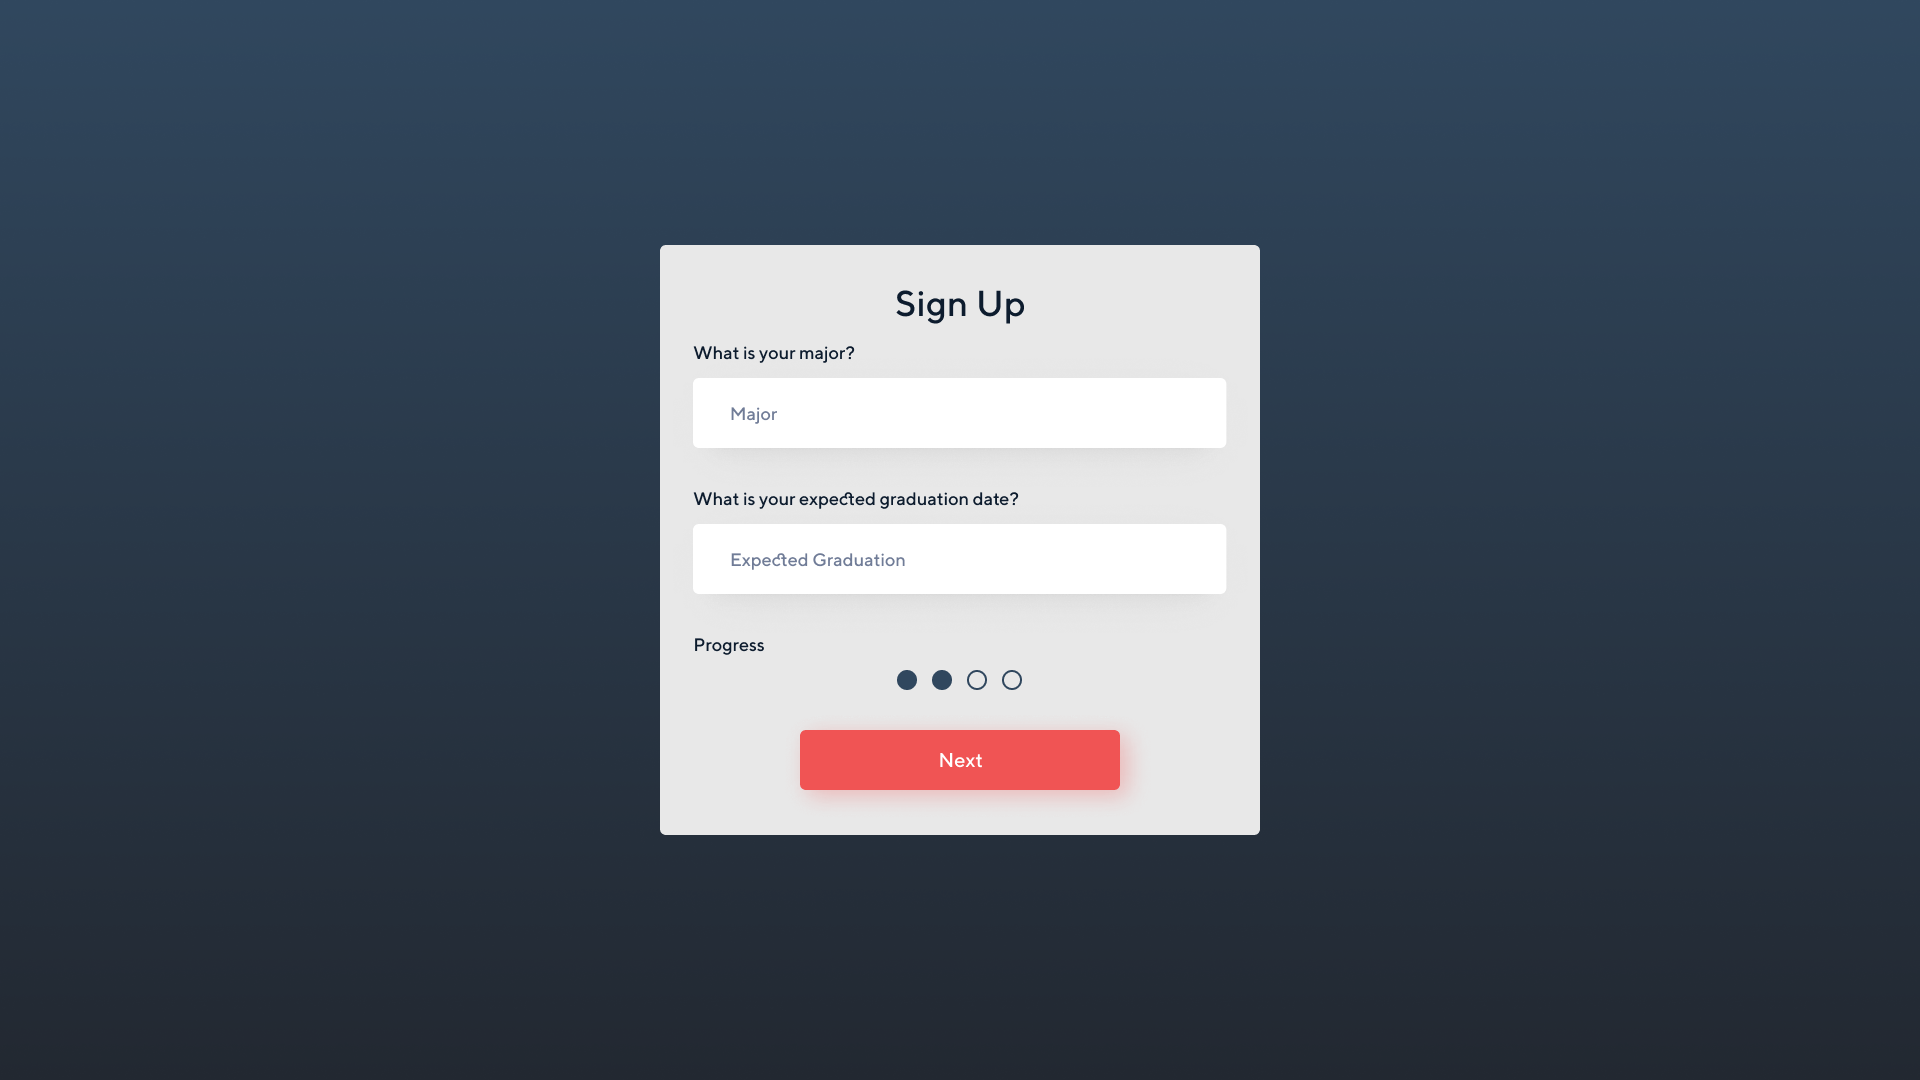 Sign Up
What is your major?
Major
What is your expected graduation date?
Expected Graduation
Progress
Next